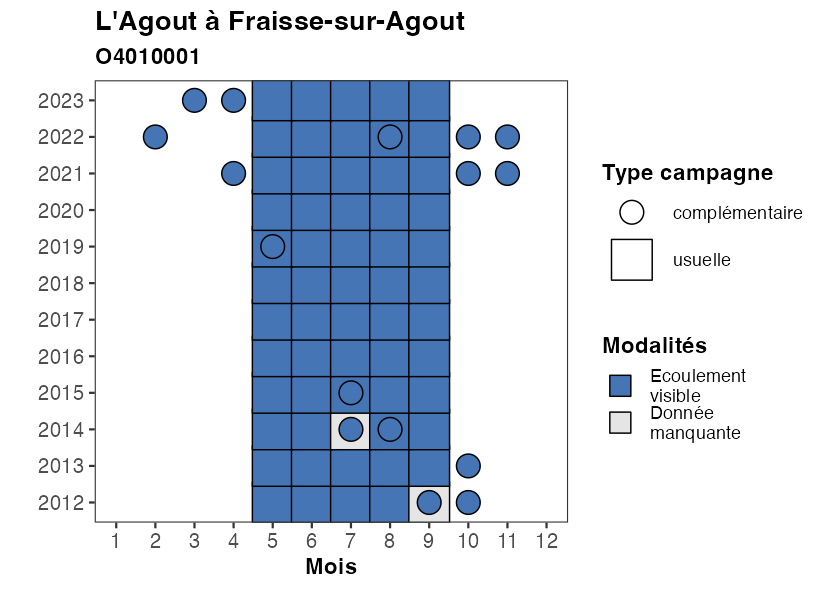 L'Agout à Fraisse-sur-Agout
O4010001
2023
2022
2021
2020
2019
2018
2017
2016
2015
2014
2013
2012
1 2 3 4 5 6 7 8 9 10 11 12
Mois
Type campagne
complémentaire
usuelle
Modalités
Ecoulement
visible
Donnée
manquante